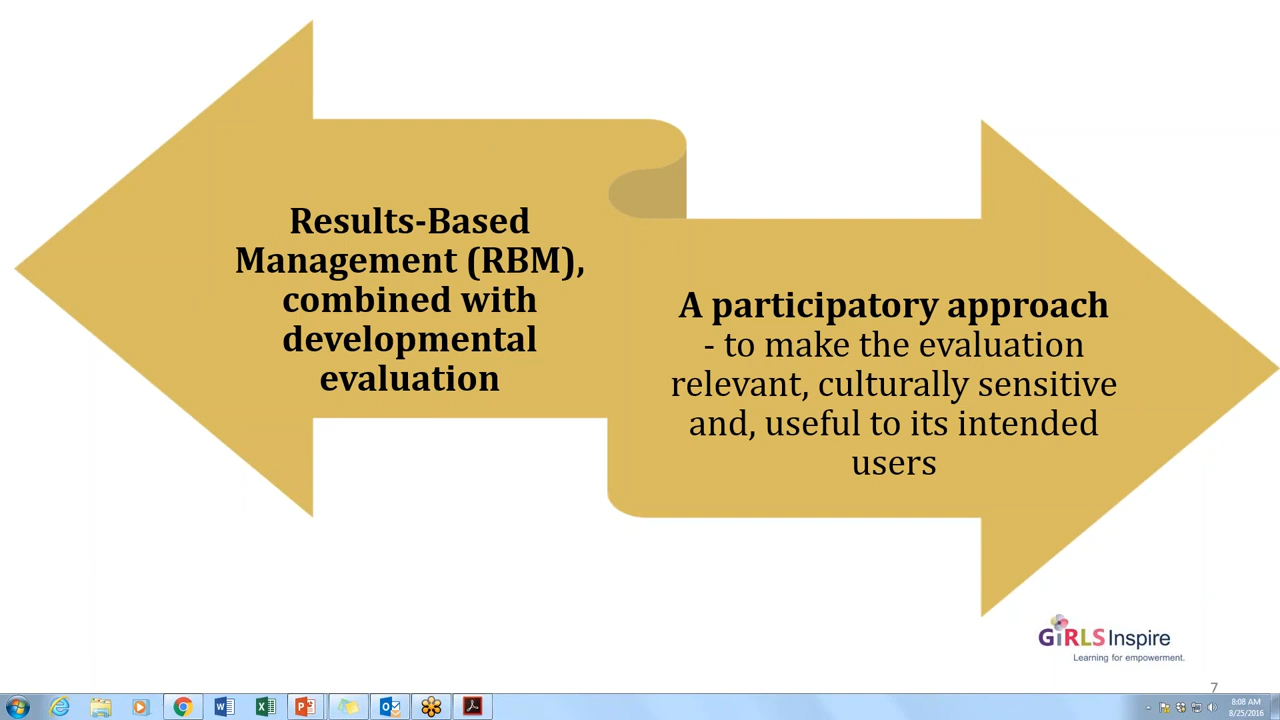 Results-Based
Management (RBM),
combined with
developmental
evaluation
A participatory approach
- to make the evaluation
relevant, culturally sensitive
and, useful to its intended
users
GiRLS Inspire
Learning for empowerment.
7
8:08 AM
8/25/2016